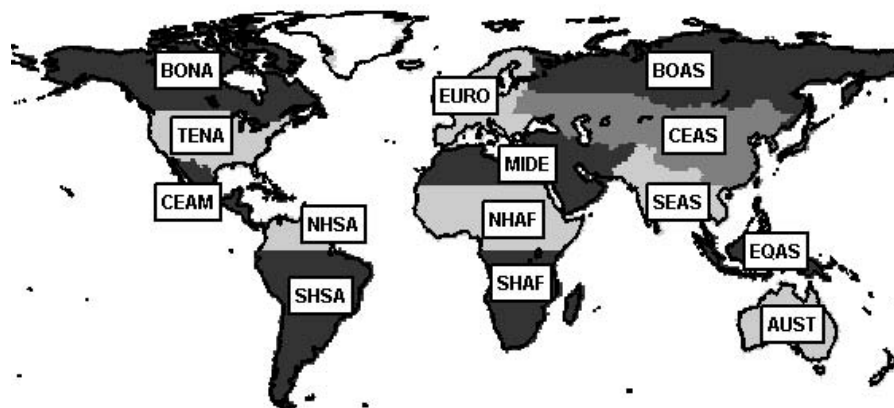 BONA
BOAS
EURO
TENA
CEAS
MIDE
CEAM
SEAS
NHSA
NHAF
EQAS
SHSA
SHAF
AUST